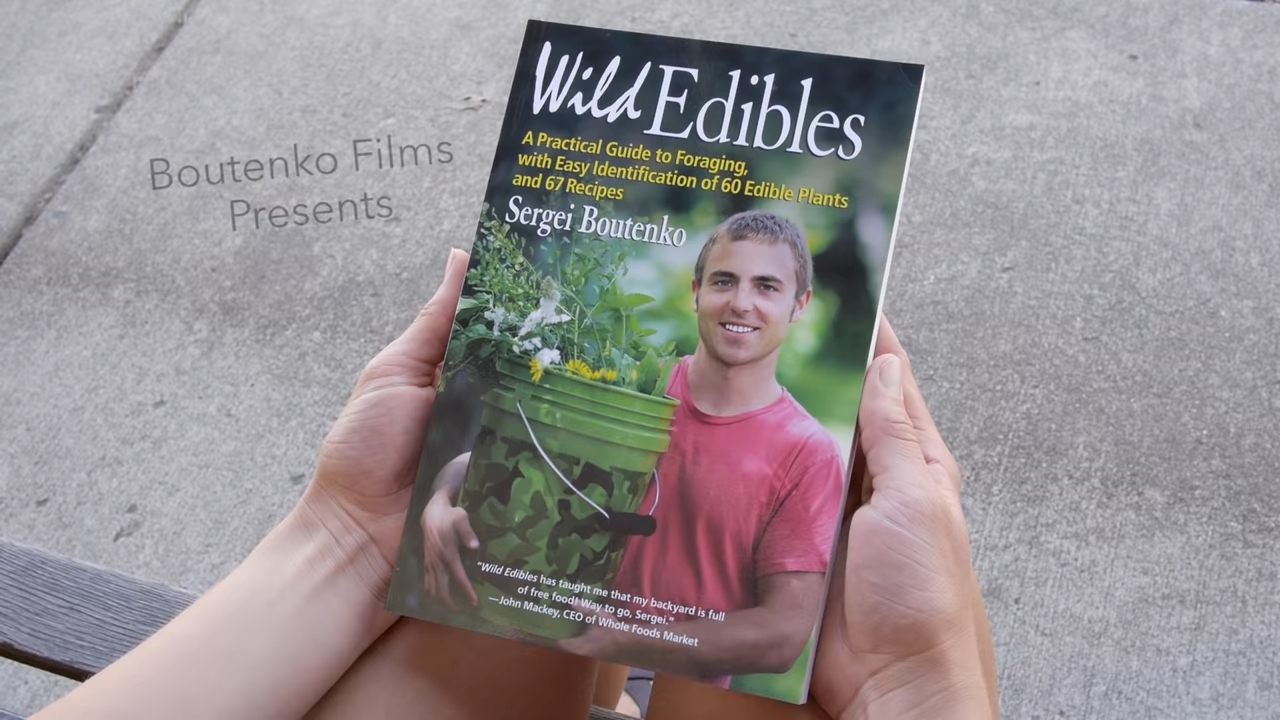 Boutenko Films
Presents
Wild Edibles
A Practical Guide to Foraging,
with Easy Identification of 60 Edible Plants
and 67 Recipes
Sergei Boutenko
"Wild Edibles has taught me that my backyard is full
of free food! Way to go, Sergei."
—John Mackey, CEO of Whole Foods Market